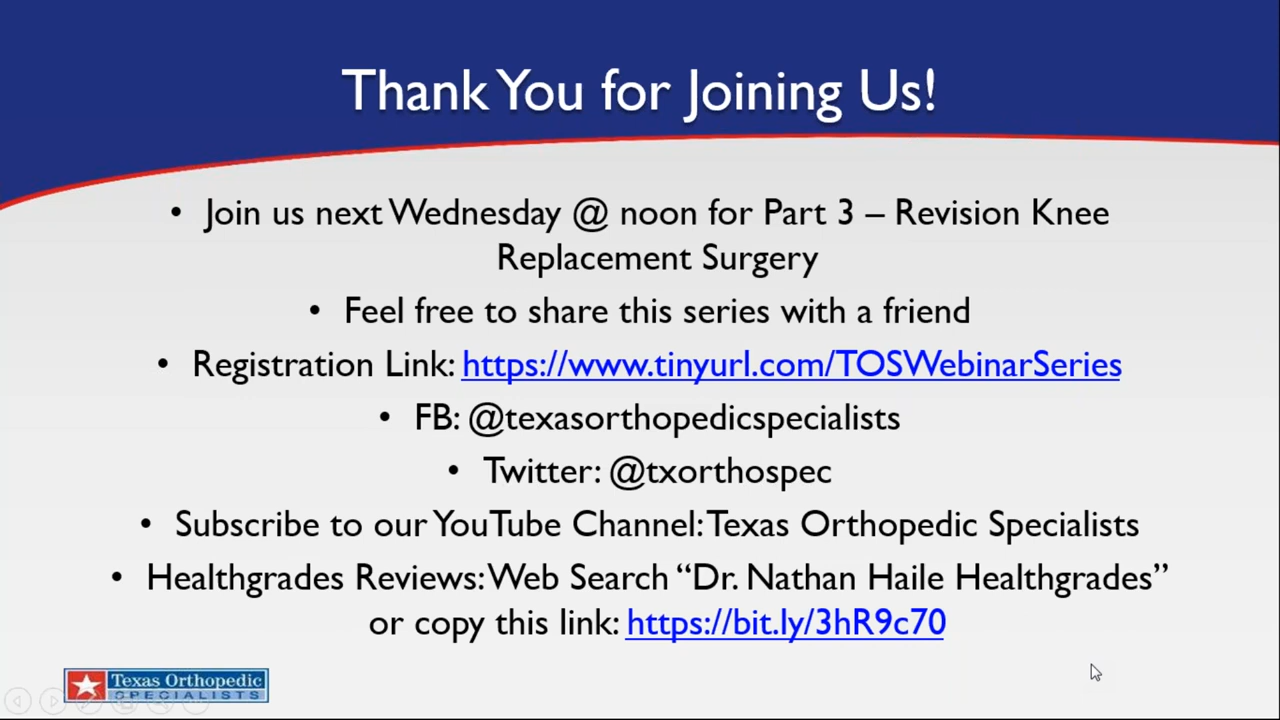 Thank You for Joining Us!
• Join us next Wednesday @ noon for Part 3 – Revision Knee
Replacement Surgery
• Feel free to share this series with a friend
• Registration Link: https://www.tinyurl.com/TOSWebinarSeries
• FB: @texasorthopedicspecialists
• Twitter: @txorthospec
• Subscribe to our YouTube Channel: Texas Orthopedic Specialists
• Healthgrades Reviews: Web Search “Dr. Nathan Haile Healthgrades”
or copy this link: https://bit.ly/3hR9c70
Texas Orthopedic
SPECIALISTS